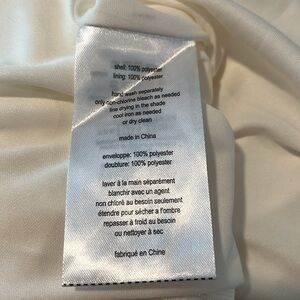 shell: 100% polyester
lining: 100% polyester
hand wash separately
only non-chlorine bleach as needed
line drying in the shade
cool iron as needed
or dry clean
made in China
enveloppe: 100% polyester
doublure: 100% polyester
laver à la main séparément
blanchir avec un agent
non chloré au besoin seulement
étendre pour sécher a l'ombre
repasser à froid au besoin
ou nettoyer à sec
fabriqué en Chine